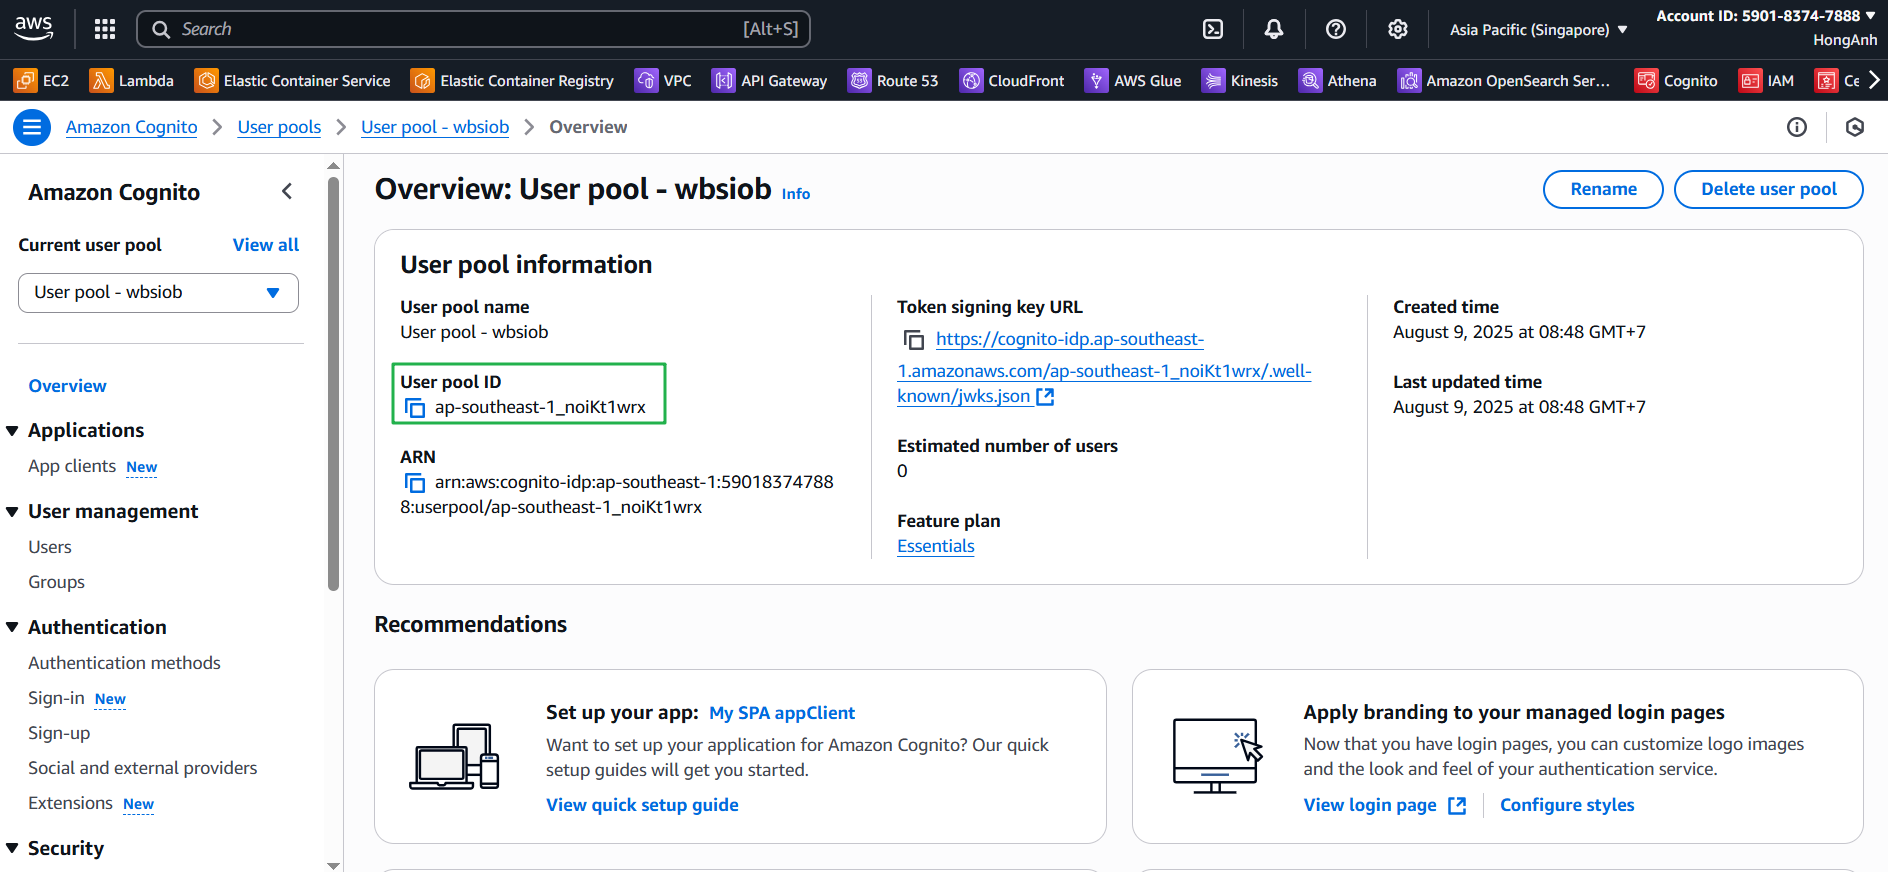 aws
Search
[Alt+S]
Asia Pacific (Singapore)
Account ID: 5901-8374-7888
HongAnh
EC2
Lambda
Elastic Container Service
Elastic Container Registry
VPC
API Gateway
Route 53
CloudFront
AWS Glue
Kinesis
Athena
Amazon OpenSearch Ser...
Cognito
IAM
Ce
Amazon Cognito
User pools
User pool - wbsiob
Overview
Amazon Cognito
Current user pool
View all
User pool - wbsiob
Overview
Applications
App clients New
User management
Users
Groups
Authentication
Authentication methods
Sign-in New
Sign-up
Social and external providers
Extensions New
Security
Overview: User pool - wbsiob Info
Rename
Delete user pool
User pool information
User pool name
User pool - wbsiob
User pool ID
ap-southeast-1_noiKt1wrx
ARN
arn:aws:cognito-idp:ap-southeast-1:59018374788
8:userpool/ap-southeast-1_noiKt1wrx
Token signing key URL
https://cognito-idp.ap-southeast-
1.amazonaws.com/ap-southeast-1_noiKt1wrx/.well-
known/jwks.json
Estimated number of users
0
Feature plan
Essentials
Created time
August 9, 2025 at 08:48 GMT+7
Last updated time
August 9, 2025 at 08:48 GMT+7
Recommendations
Set up your app: My SPA appClient
Want to set up your application for Amazon Cognito? Our quick
setup guides will get you started.
View quick setup guide
Apply branding to your managed login pages
Now that you have login pages, you can customize logo images
and the look and feel of your authentication service.
View login page
Configure styles